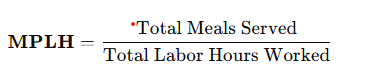 MPLH = •Total Meals Served
Total Labor Hours Worked